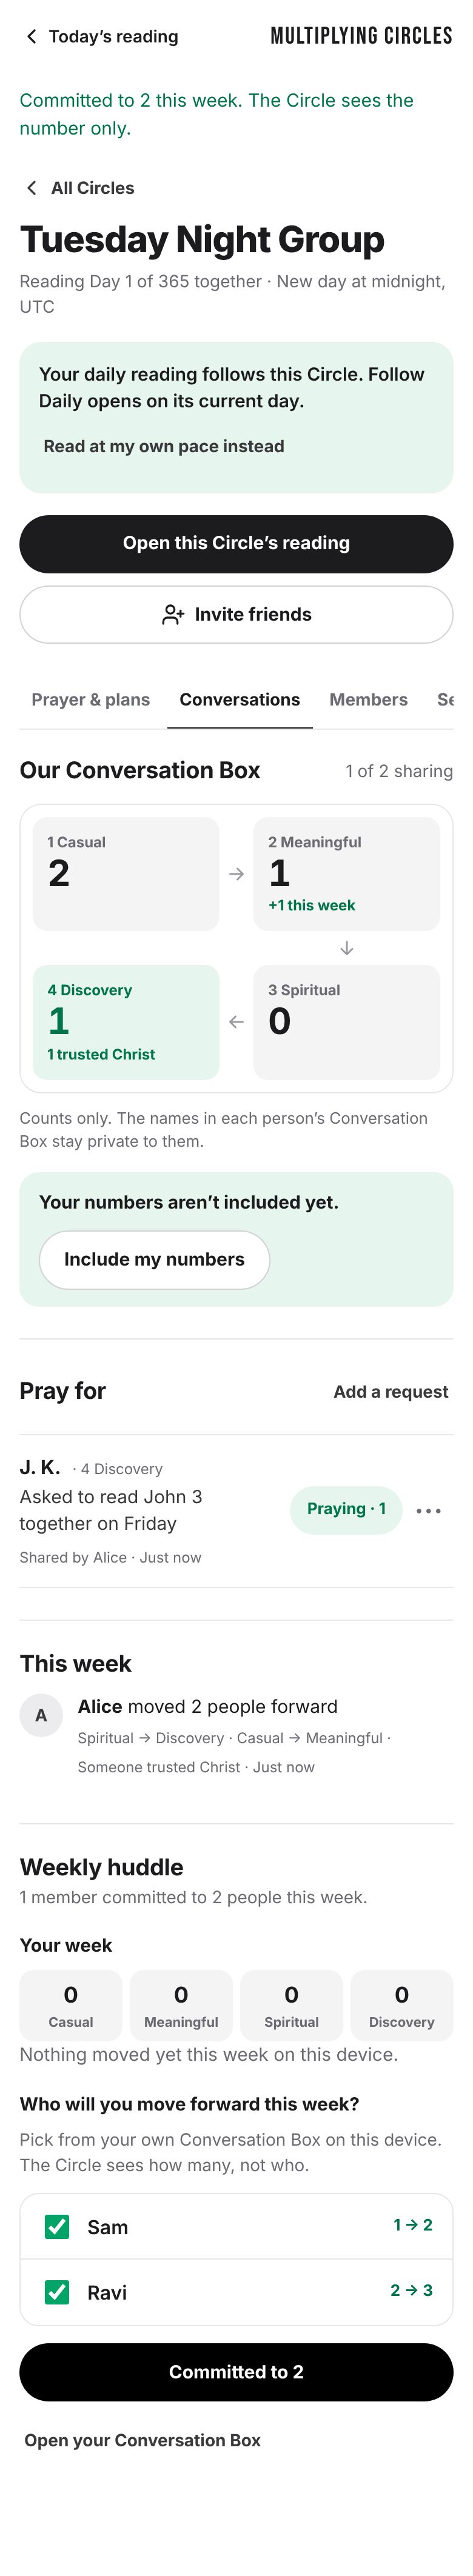 Today’s reading
MULTIPLYING CIRCLES
Committed to 2 this week. The Circle sees the
number only.
All Circles
Tuesday Night Group
Reading Day 1 of 365 together · New day at midnight,
UTC
Your daily reading follows this Circle. Follow
Daily opens on its current day.
Read at my own pace instead
Open this Circle’s reading
Invite friends
Prayer & plans
Conversations
Members
Se
Our Conversation Box
1 of 2 sharing
1 Casual
2
→
2 Meaningful
1
+1 this week
↓
4 Discovery
1
1 trusted Christ
←
3 Spiritual
0
Counts only. The names in each person’s Conversation
Box stay private to them.
Your numbers aren’t included yet.
Include my numbers
Pray for
Add a request
J. K. · 4 Discovery
Asked to read John 3
together on Friday
Shared by Alice · Just now
Praying · 1
This week
A
Alice moved 2 people forward
Spiritual → Discovery · Casual → Meaningful ·
Someone trusted Christ · Just now
Weekly huddle
1 member committed to 2 people this week.
Your week
0
Casual
0
Meaningful
0
Spiritual
0
Discovery
Nothing moved yet this week on this device.
Who will you move forward this week?
Pick from your own Conversation Box on this device.
The Circle sees how many, not who.
Sam
1 → 2
Ravi
2 → 3
Committed to 2
Open your Conversation Box